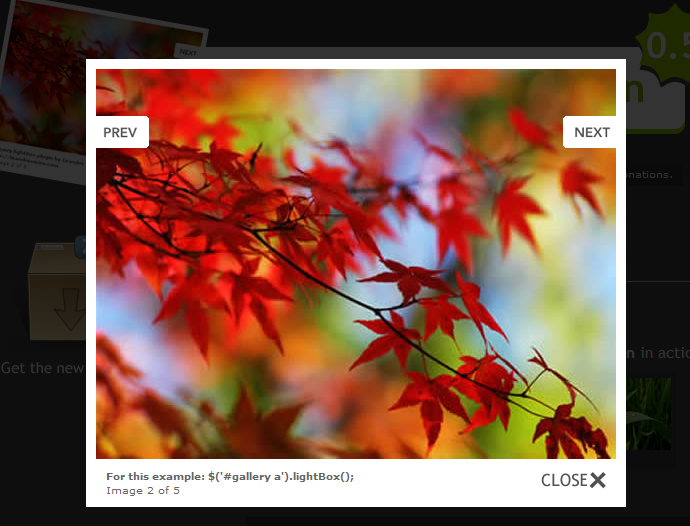 NEXT
0.5
n
PREV
NEXT
onations.
Get the new
n in actio
For this example: $('#gallery a').lightBox();
Image 2 of 5
CLOSE